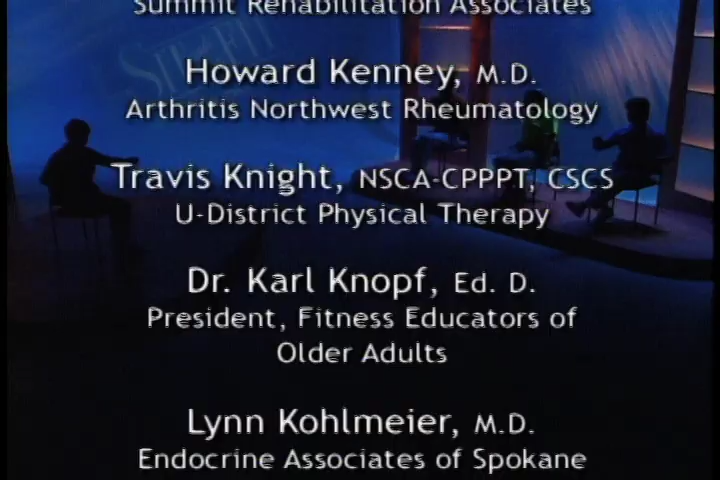 Summit Rehabilitation Associates
Howard Kenney, M.D.
Arthritis Northwest Rheumatology
Travis Knight, NSCA-CPPPT, CSCS
U-District Physical Therapy
Dr. Karl Knopf, Ed. D.
President, Fitness Educators of
Older Adults
Lynn Kohlmeier, M.D.
Endocrine Associates of Spokane